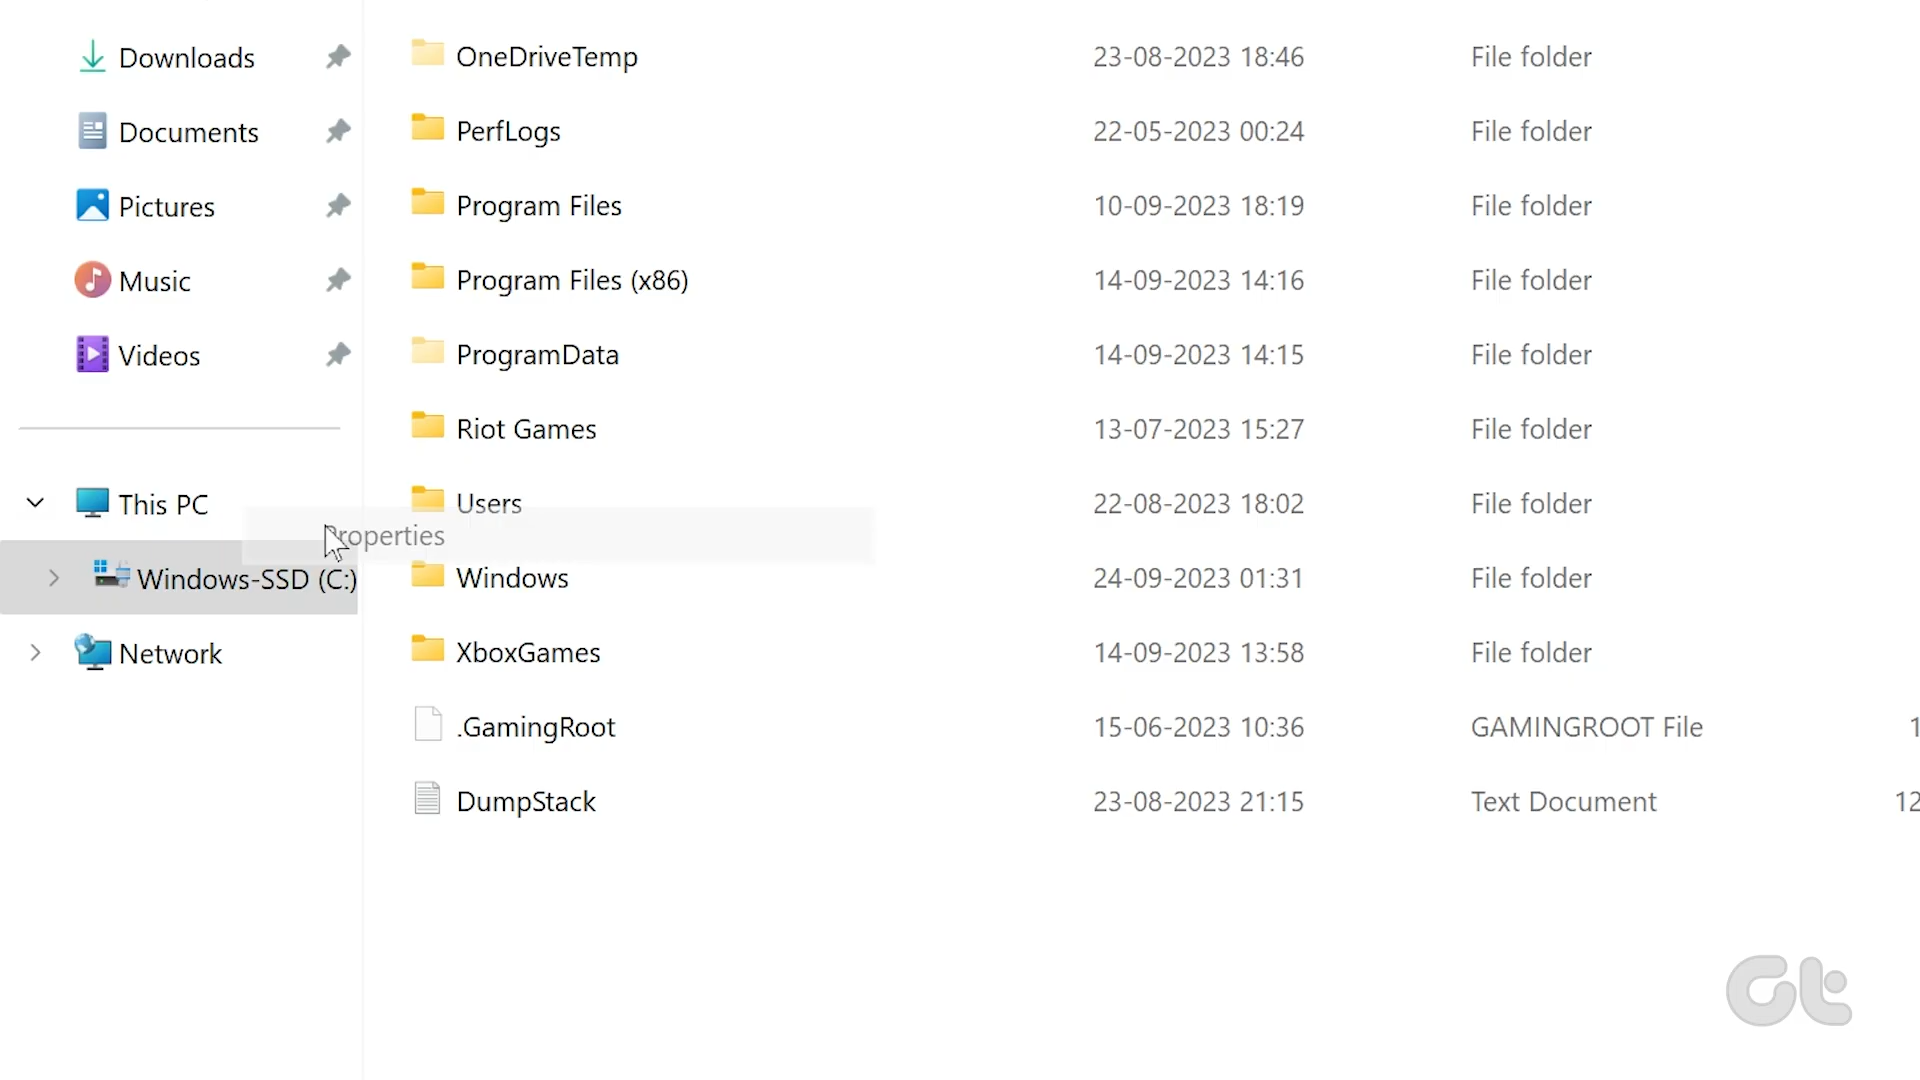 Downloads
Documents
Pictures
Music
Videos
This PC
Windows-SSD (C:)
Network
OneDriveTemp 23-08-2023 18:46 File folder
PerfLogs 22-05-2023 00:24 File folder
Program Files 10-09-2023 18:19 File folder
Program Files (x86) 14-09-2023 14:16 File folder
ProgramData 14-09-2023 14:15 File folder
Riot Games 13-07-2023 15:27 File folder
Users 22-08-2023 18:02 File folder
Properties
Windows 24-09-2023 01:31 File folder
XboxGames 14-09-2023 13:58 File folder
.GamingRoot 15-06-2023 10:36 GAMINGROOT File 1
DumpStack 23-08-2023 21:15 Text Document 12
Gt